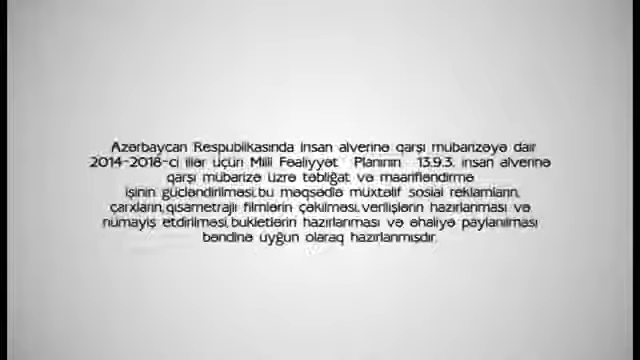 Azərbaycan Respublikasında insan alverinə qarşı mübarizəyə dair
2014-2018-ci illər üçün Milli Fəaliyyət Planının 13.9.3. insan alverinə
qarşı mübarizə üzrə təbliğat və maarifləndirmə
işinin gücləndirilməsi, bu məqsədlə müxtəlif sosial reklamların,
çarxların, qısametrajlı filmlərin çəkilməsi, verilişlərin hazırlanması və
nümayiş etdirilməsi, bukletlərin hazırlanması və əhaliyə paylanılması
bəndinə uyğun olaraq hazırlanmışdır.